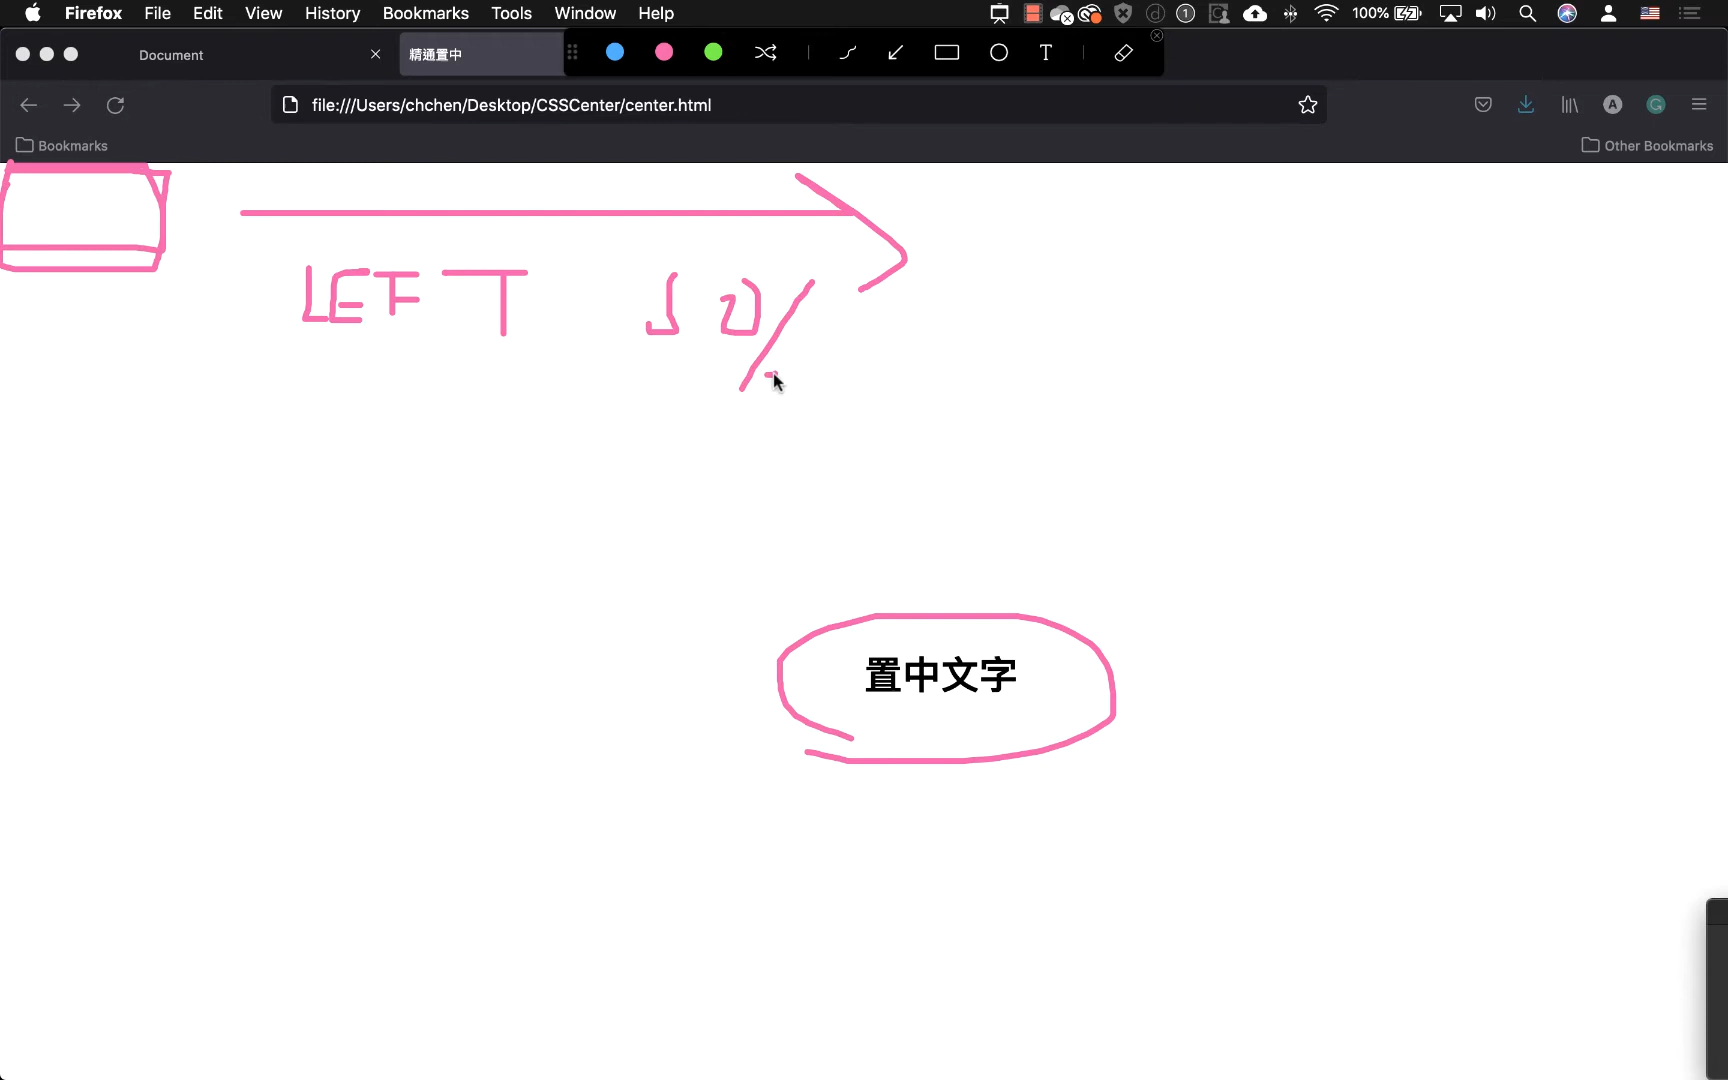 Firefox File Edit View History Bookmarks Tools Window Help 100%
Document 精通置中 T
file:///Users/chchen/Desktop/CSSCenter/center.html A G
Bookmarks Other Bookmarks
LEFT
置中文字